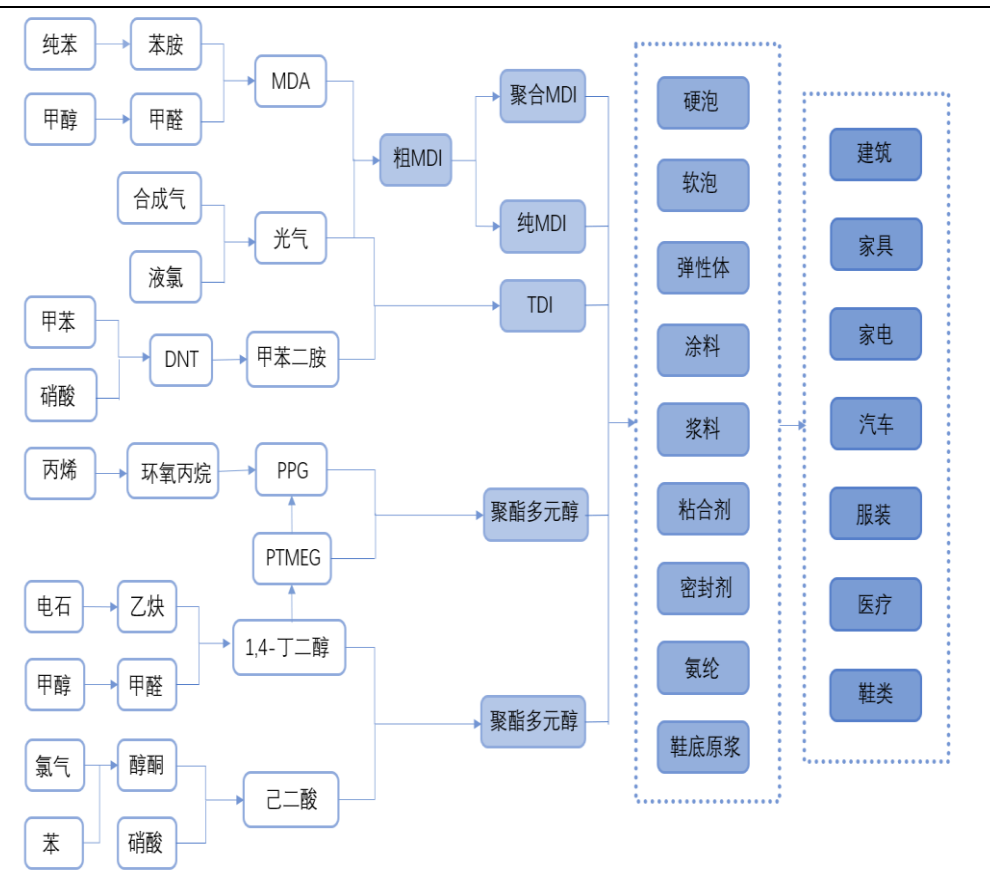 纯苯
苯胺
MDA
甲醇
甲醛
合成气
光气
液氯
粗MDI
聚合MDI
纯MDI
TDI
甲苯
DNT
甲苯二胺
硝酸
丙烯
环氧丙烷
PPG
PTMEG
聚酯多元醇
电石
乙炔
1,4-丁二醇
甲醇
甲醛
聚酯多元醇
氯气
醇酮
己二酸
苯
硝酸
硬泡
软泡
弹性体
涂料
浆料
粘合剂
密封剂
氨纶
鞋底原浆
建筑
家具
家电
汽车
服装
医疗
鞋类